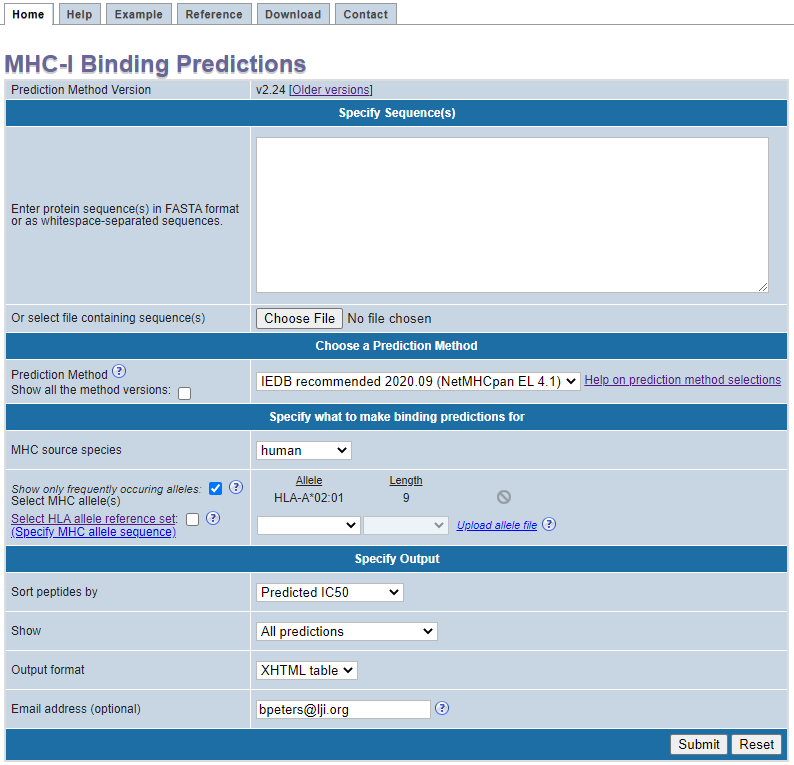 Home Help Example Reference Download Contact
MHC-I Binding Predictions
Prediction Method Version v2.24 [Older versions]
Specify Sequence(s)
Enter protein sequence(s) in FASTA format
or as whitespace-separated sequences.
Or select file containing sequence(s) Choose File No file chosen
Choose a Prediction Method
Prediction Method ?
Show all the method versions:
IEDB recommended 2020.09 (NetMHCpan EL 4.1) Help on prediction method selections
Specify what to make binding predictions for
MHC source species human
Show only frequently occuring alleles: ?
Select MHC allele(s)
Select HLA allele reference set: ?
(Specify MHC allele sequence)
Allele Length
HLA-A*02:01 9
Upload allele file ?
Specify Output
Sort peptides by Predicted IC50
Show All predictions
Output format XHTML table
Email address (optional) bpeters@lji.org ?
Submit Reset